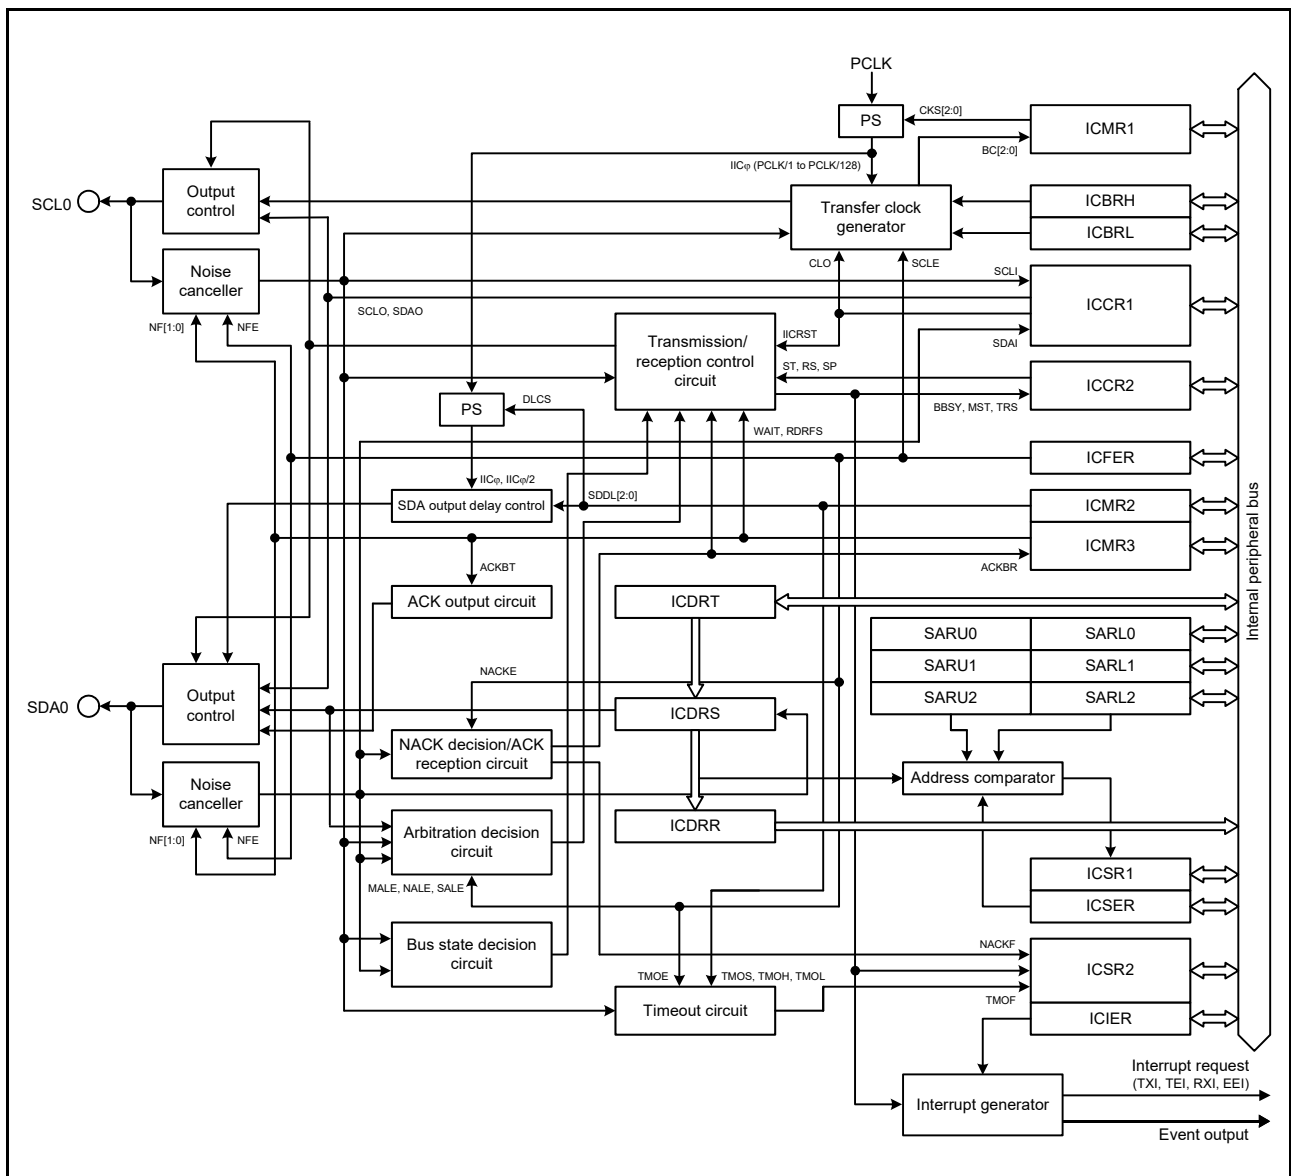 PCLK
PS
CKS[2:0]
ICMR1
BC[2:0]
IICφ (PCLK/1 to PCLK/128)
SCL0
Output
control
Transfer clock
generator
ICBRH
ICBRL
Noise
canceller
CLO
SCLE
SCLI
ICCR1
SCLO, SDAO
NF[1:0]
NFE
Transmission/
reception control
circuit
IICRST
SDAI
ST, RS, SP
ICCR2
BBSY, MST, TRS
PS
DLCS
WAIT, RDRFS
ICFER
IICφ, IICφ/2
SDA output delay control
SDDL[2:0]
ICMR2
ICMR3
ACKBR
ACKBT
ACK output circuit
ICDRT
Internal peripheral bus
SARU0
SARL0
SARU1
SARL1
SARU2
SARL2
NACKE
SDA0
Output
control
ICDRS
NACK decision/ACK
reception circuit
Address comparator
Noise
canceller
ICDRR
Arbitration decision
circuit
NF[1:0]
NFE
MALE, NALE, SALE
ICSR1
ICSER
Bus state decision
circuit
NACKF
ICSR2
TMOE
TMOS, TMOH, TMOL
TMOF
Timeout circuit
ICIER
Interrupt generator
Interrupt request
(TXI, TEI, RXI, EEI)
Event output